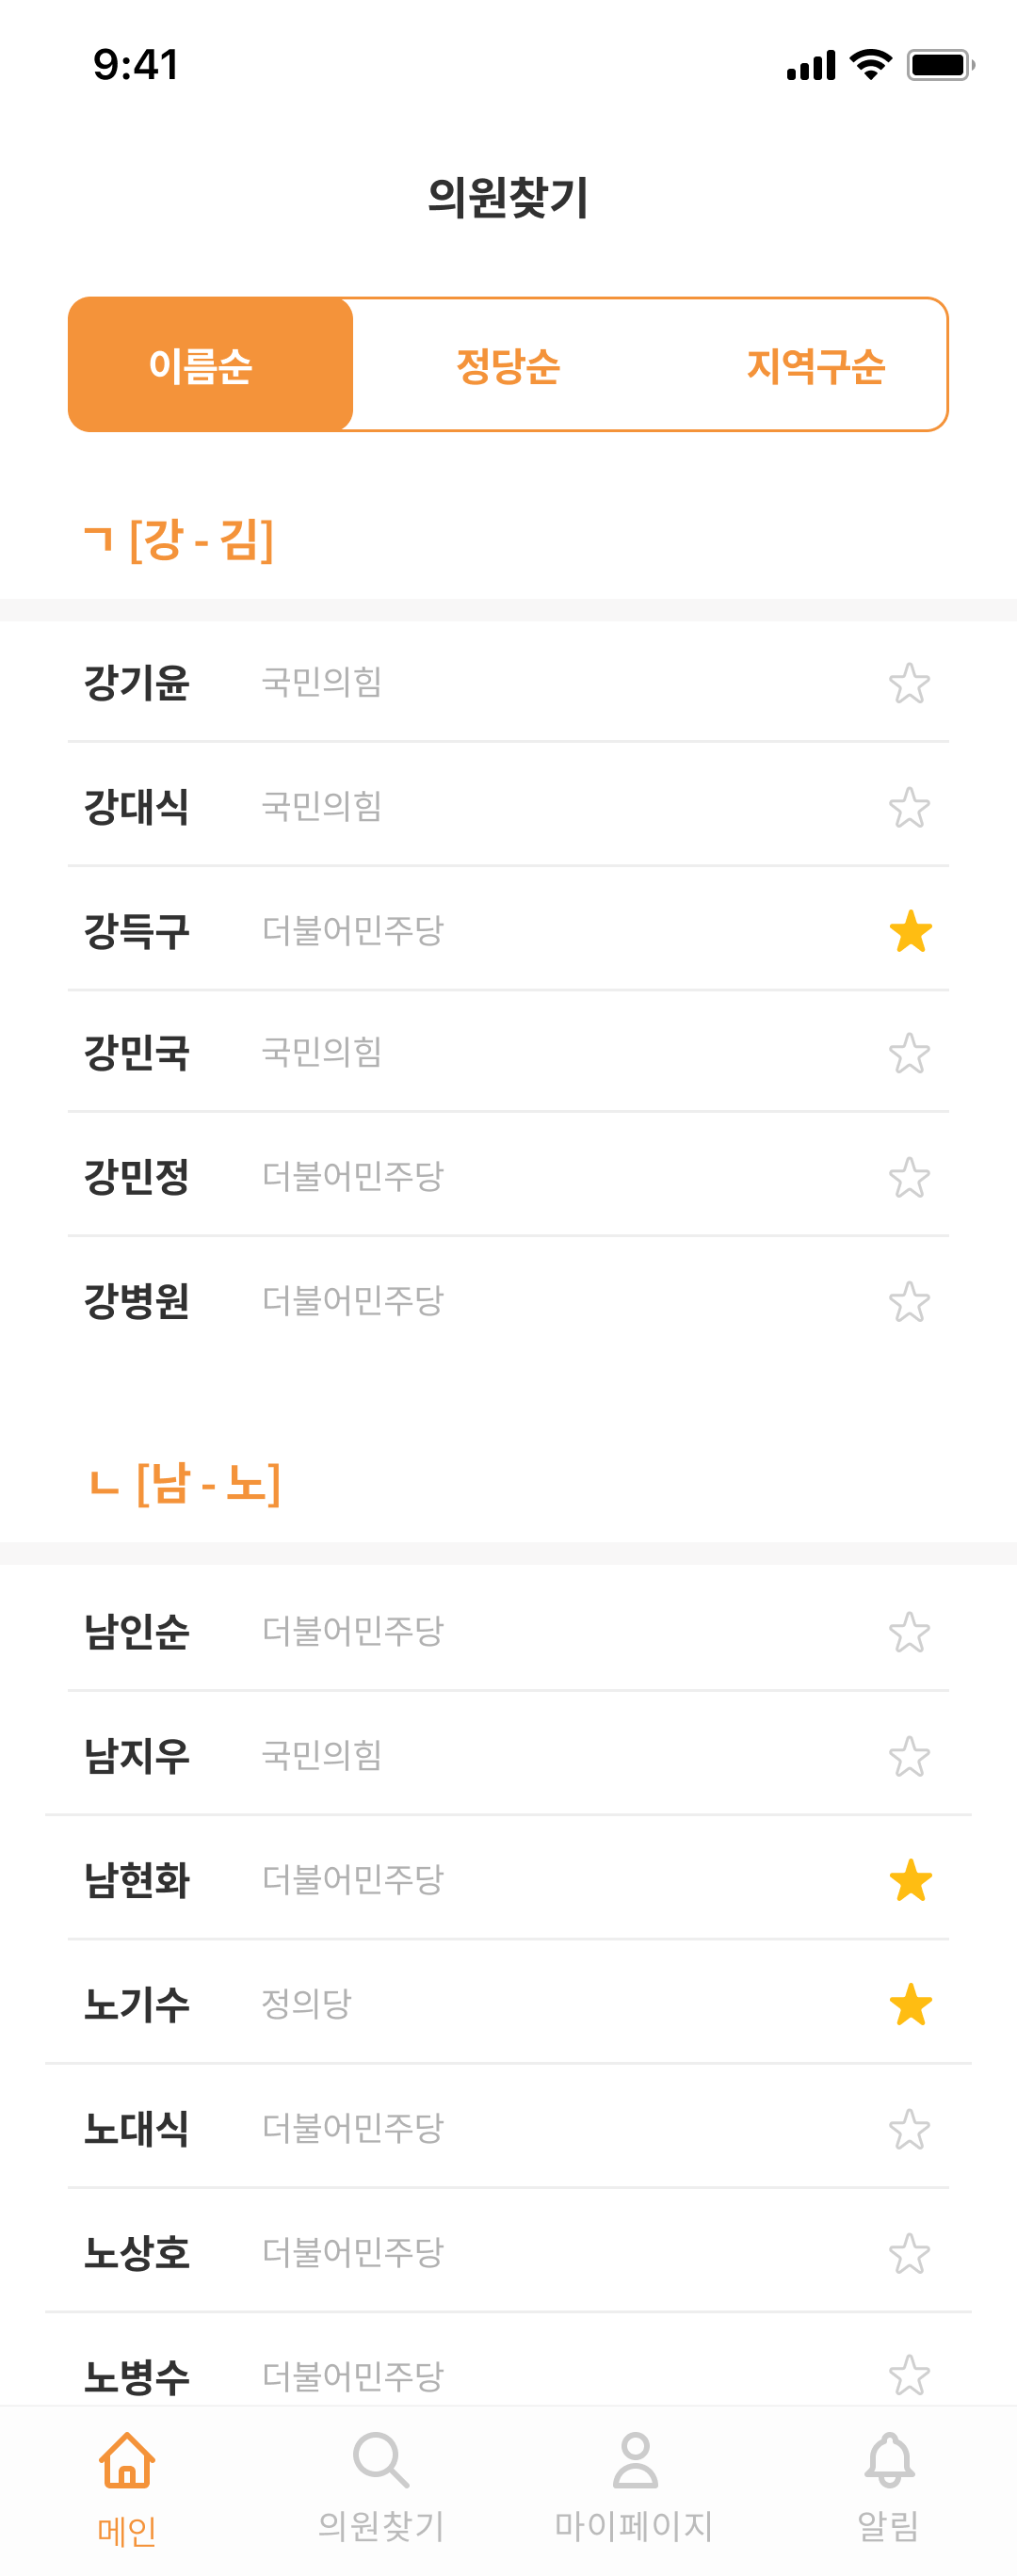 9:41
의원찾기
이름순 정당순 지역구순
ㄱ [강 - 김]
강기윤 국민의힘
강대식 국민의힘
강득구 더불어민주당
강민국 국민의힘
강민정 더불어민주당
강병원 더불어민주당
ㄴ [남 - 노]
남인순 더불어민주당
남지우 국민의힘
남현화 더불어민주당
노기수 정의당
노대식 더불어민주당
노상호 더불어민주당
노병수 더불어민주당
메인 의원찾기 마이페이지 알림